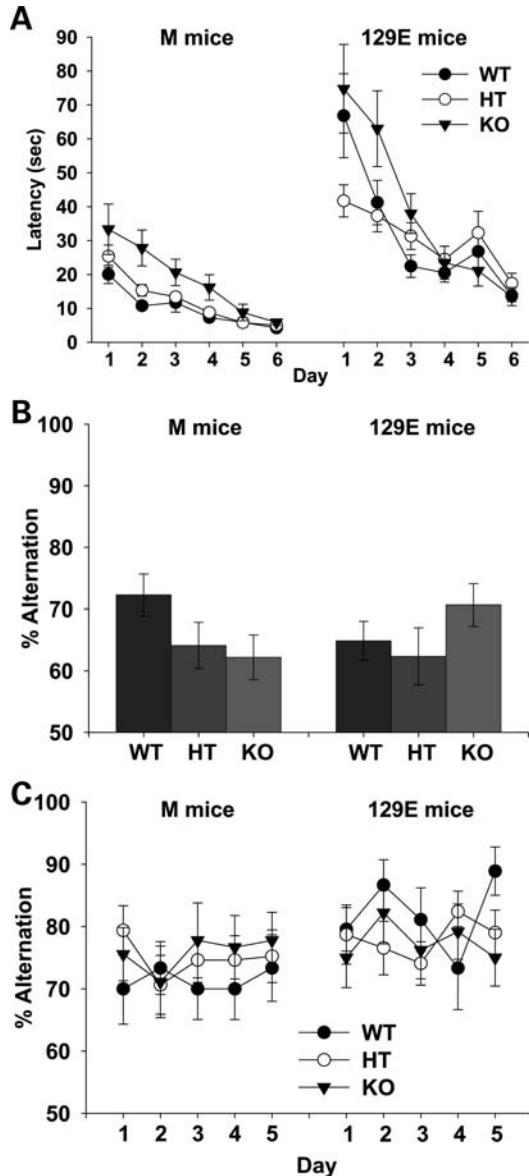 A
M mice 129E mice
WT
HT
KO
Latency (sec)
90
80
70
60
50
40
30
20
10
0
1 2 3 4 5 6 1 2 3 4 5 6
Day
B
M mice 129E mice
% Alternation
100
90
80
70
60
50
WT HT KO WT HT KO
C
M mice 129E mice
% Alternation
100
90
80
70
60
50
WT
HT
KO
1 2 3 4 5 1 2 3 4 5
Day